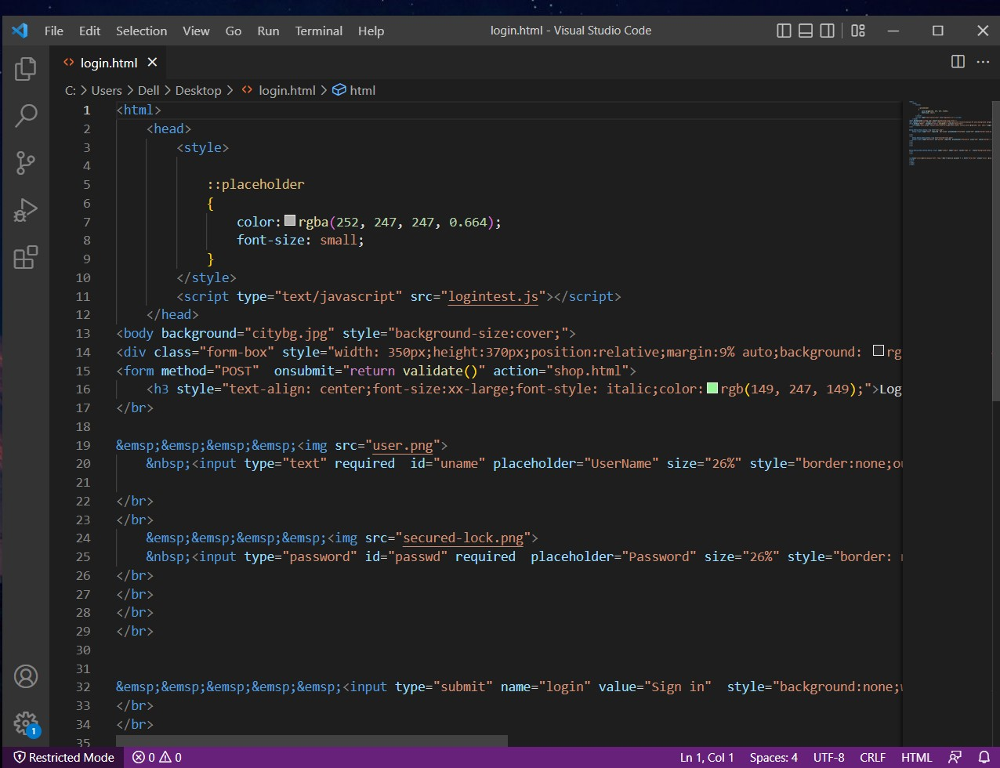 File Edit Selection View Go Run Terminal Help login.html - Visual Studio Code
login.html
C: > Users > Dell > Desktop > login.html > html
1 <html>
2 <head>
3 <style>
4
5 ::placeholder
6 {
7 color: rgba(252, 247, 247, 0.664);
8 font-size: small;
9 }
10 </style>
11 <script type="text/javascript" src="logintest.js"></script>
12 </head>
13 <body background="citybg.jpg" style="background-size:cover;">
14 <div class="form-box" style="width: 350px;height:370px;position:relative;margin:9% auto;background: rg
15 <form method="POST"  onsubmit="return validate()" action="shop.html">
16 <h3 style="text-align: center;font-size:xx-large;font-style: italic;color: rgb(149, 247, 149);">Log
17 </br>
18
19 &emsp;&emsp;&emsp;&emsp;<img src="user.png">
20 &nbsp;<input type="text" required  id="uname" placeholder="UserName" size="26%" style="border:none;ou
21
22 </br>
23 </br>
24 &emsp;&emsp;&emsp;&emsp;<img src="secured-lock.png">
25 &nbsp;<input type="password" id="passwd" required  placeholder="Password" size="26%" style="border:
26 </br>
27 </br>
28 </br>
29 </br>
30
31
32 &emsp;&emsp;&emsp;&emsp;&emsp;<input type="submit" name="login" value="Sign in"  style="background:none;w
33 </br>
34 </br>
35
1
Restricted Mode 0 0 Ln 1, Col 1 Spaces: 4 UTF-8 CRLF HTML